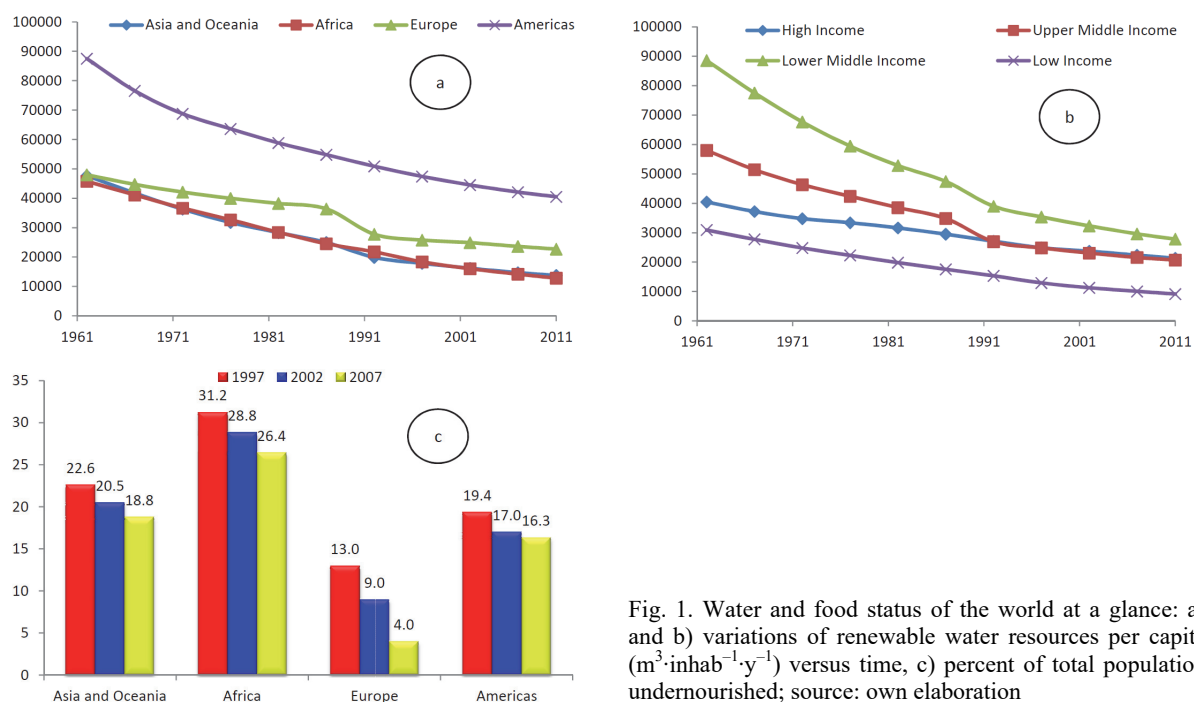 Asia and Oceania Africa Europe Americas
100000
90000
80000
70000
60000
50000
40000
30000
20000
10000
0
1961 1971 1981 1991 2001 2011
a
High Income Upper Middle Income
Lower Middle Income Low Income
100000
90000
80000
70000
60000
50000
40000
30000
20000
10000
0
1961 1971 1981 1991 2001 2011
b
1997 2002 2007
35
30
25
20
15
10
5
0
22.6 20.5 18.8
31.2 28.8 26.4
13.0 9.0 4.0
19.4 17.0 16.3
Asia and Oceania Africa Europe Americas
c
Fig. 1. Water and food status of the world at a glance: a
and b) variations of renewable water resources per capit
(m³·inhab⁻¹·y⁻¹) versus time, c) percent of total population
undernourished; source: own elaboration